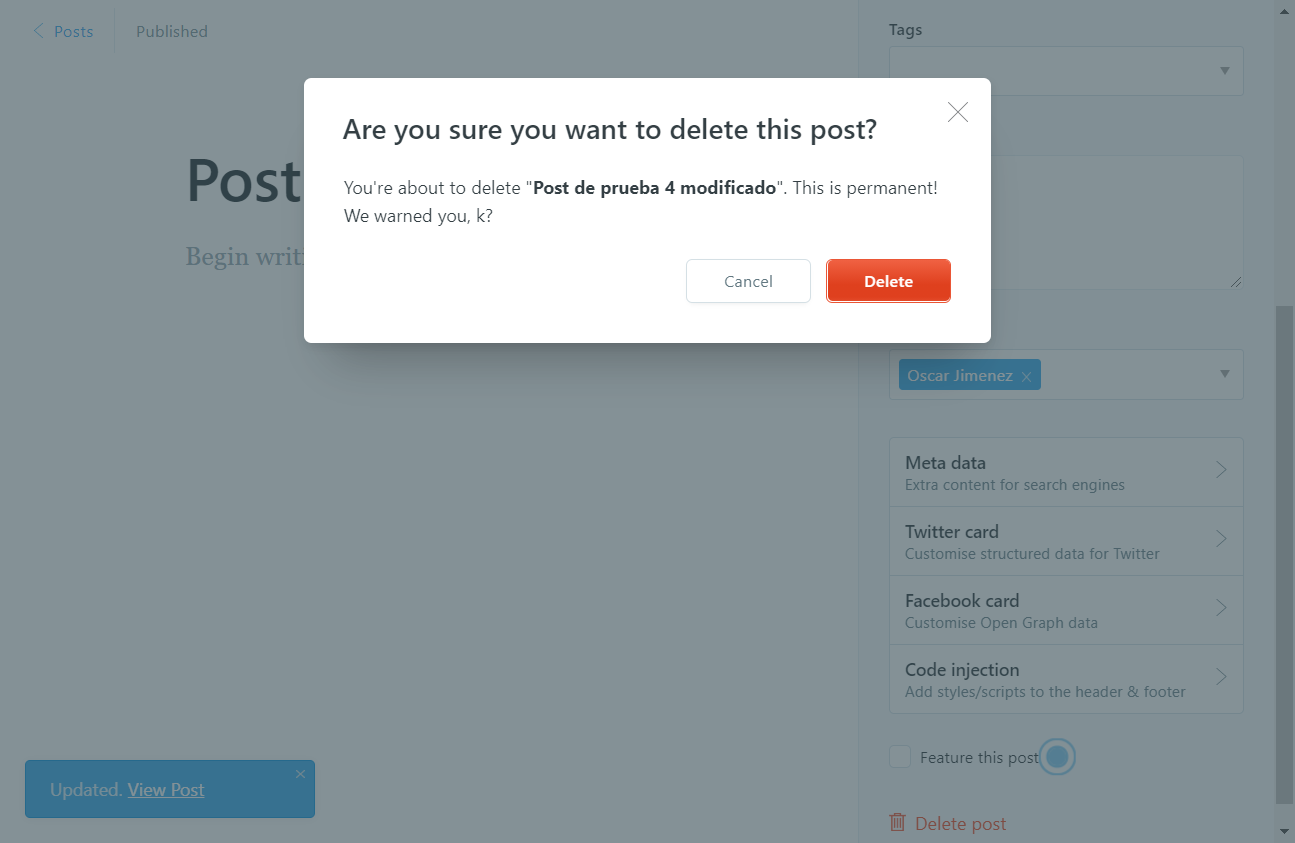 Posts
Published
Tags
Are you sure you want to delete this post?
You're about to delete "Post de prueba 4 modificado". This is permanent!
We warned you, k?
Cancel
Delete
Post
Begin writi
Oscar Jimenez
Meta data
Extra content for search engines
Twitter card
Customise structured data for Twitter
Facebook card
Customise Open Graph data
Code injection
Add styles/scripts to the header & footer
Feature this post
Updated. View Post
Delete post